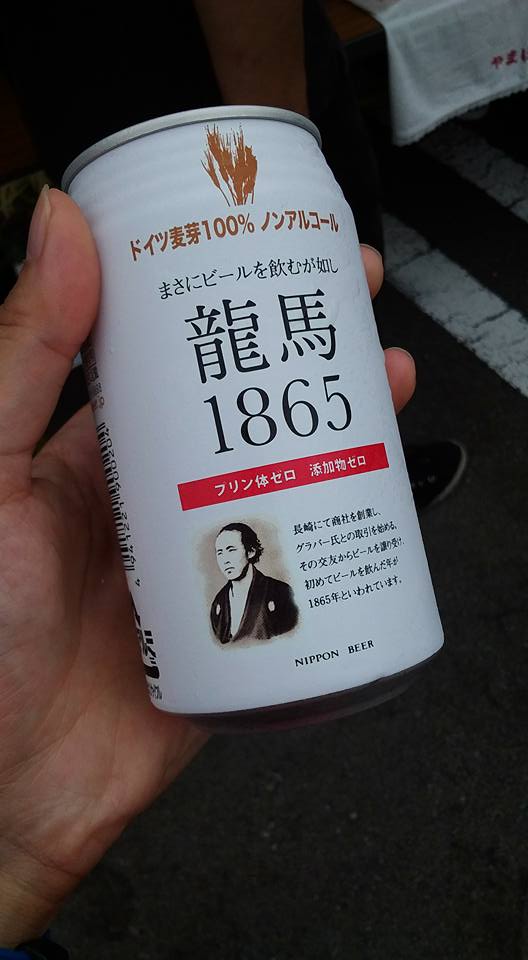 やま
ドイツ麦芽100% ノンアルコール
まさにビールを飲むが如し
龍馬
1865
プリン体ゼロ 添加物ゼロ
長崎にて商社を創業し、
グラバー氏との取引を始める。
その交友からビールを譲り受け、
初めてビールを飲んだ年が
1865年といわれています。
NIPPON BEER